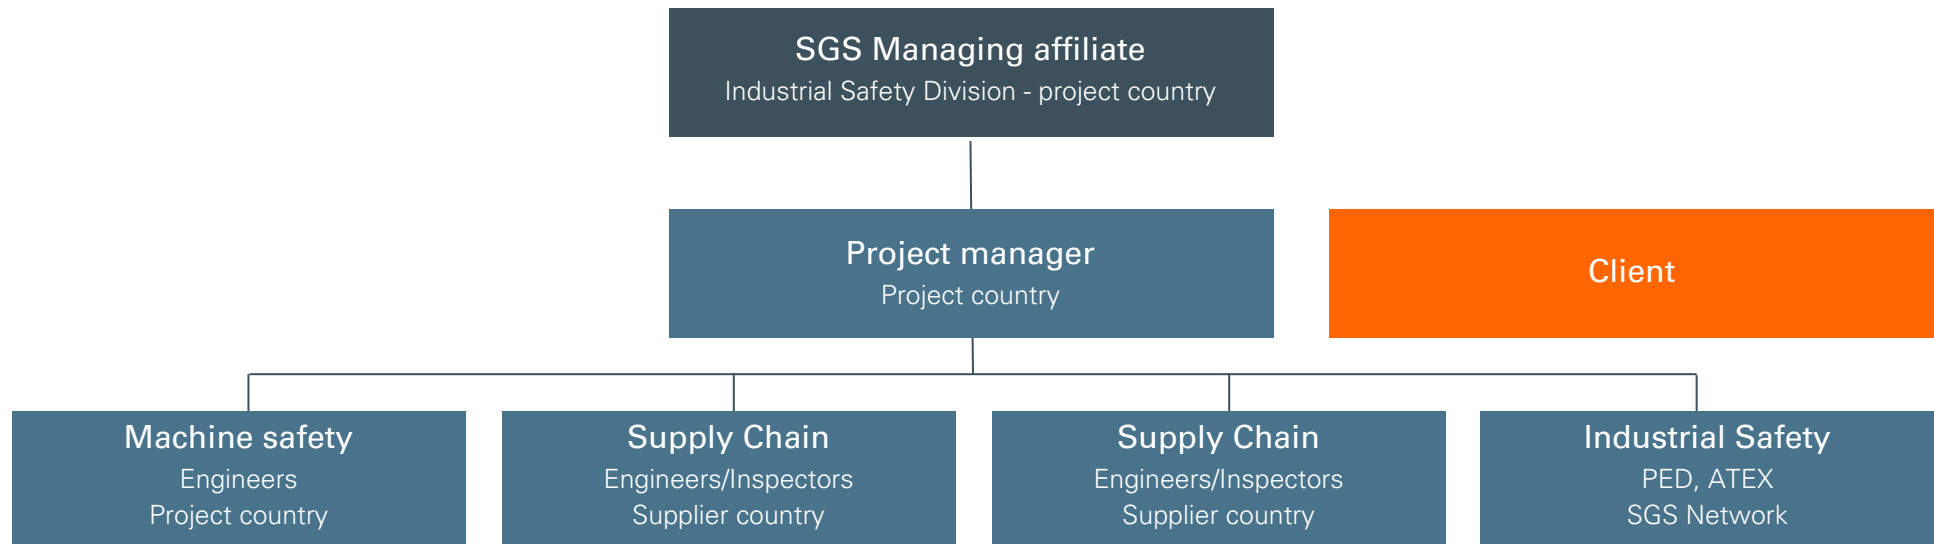 SGS Managing affiliate
Industrial Safety Division - project country
Project manager
Project country
Client
Machine safety
Engineers
Project country
Supply Chain
Engineers/Inspectors
Supplier country
Supply Chain
Engineers/Inspectors
Supplier country
Industrial Safety
PED, ATEX
SGS Network